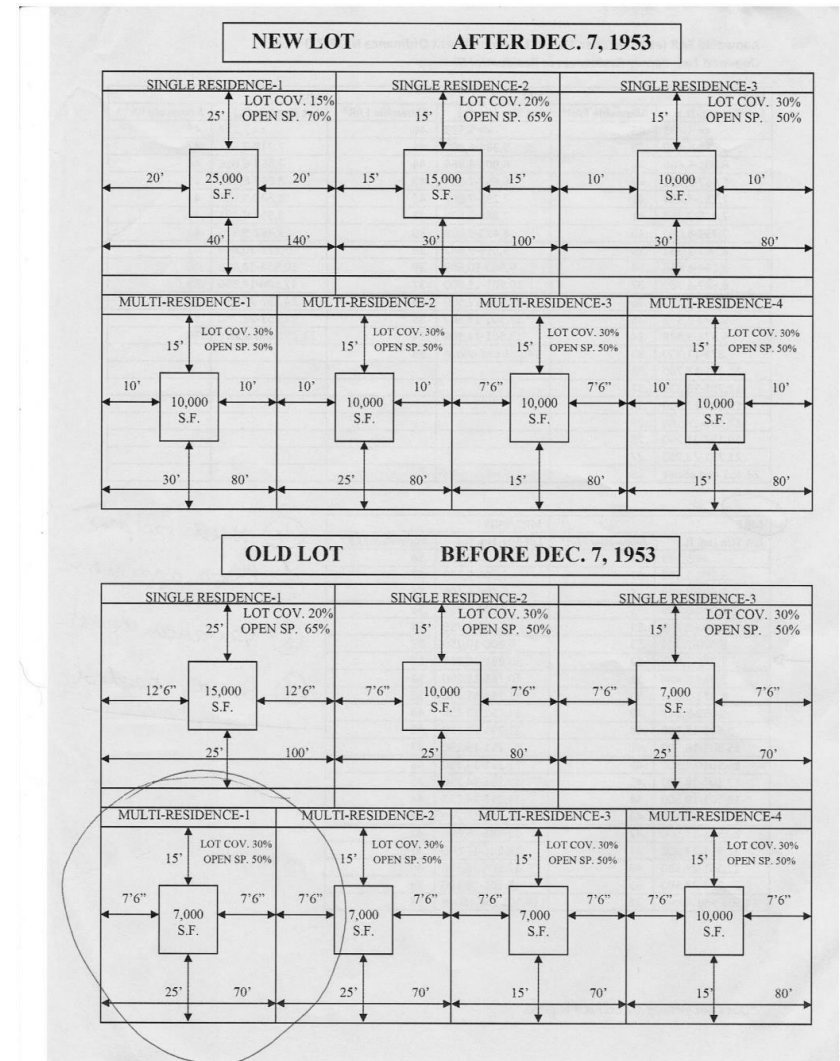 NEW LOT AFTER DEC. 7, 1953
SINGLE RESIDENCE-1
LOT COV. 15%
25' OPEN SP. 70%
20' 25,000 S.F. 20'
40' 140'
SINGLE RESIDENCE-2
LOT COV. 20%
15' OPEN SP. 65%
15' 15,000 S.F. 15'
30' 100'
SINGLE RESIDENCE-3
LOT COV. 30%
15' OPEN SP. 50%
10' 10,000 S.F. 10'
30' 80'
MULTI-RESIDENCE-1
LOT COV. 30%
15' OPEN SP. 50%
10' 10,000 S.F. 10'
30' 80'
MULTI-RESIDENCE-2
LOT COV. 30%
15' OPEN SP. 50%
10' 10,000 S.F. 10'
25' 80'
MULTI-RESIDENCE-3
LOT COV. 30%
15' OPEN SP. 50%
7'6" 10,000 S.F. 7'6"
15' 80'
MULTI-RESIDENCE-4
LOT COV. 30%
15' OPEN SP. 50%
10' 10,000 S.F. 10'
15' 80'
OLD LOT BEFORE DEC. 7, 1953
SINGLE RESIDENCE-1
LOT COV. 20%
25' OPEN SP. 65%
12'6" 15,000 S.F. 12'6"
25' 100'
SINGLE RESIDENCE-2
LOT COV. 30%
15' OPEN SP. 50%
7'6" 10,000 S.F. 7'6"
25' 80'
SINGLE RESIDENCE-3
LOT COV. 30%
15' OPEN SP. 50%
7'6" 7,000 S.F. 7'6"
25' 70'
MULTI-RESIDENCE-1
LOT COV. 30%
15' OPEN SP. 50%
7'6" 7,000 S.F. 7'6"
25' 70'
MULTI-RESIDENCE-2
LOT COV. 30%
15' OPEN SP. 50%
7'6" 7,000 S.F. 7'6"
25' 70'
MULTI-RESIDENCE-3
LOT COV. 30%
15' OPEN SP. 50%
7'6" 7,000 S.F. 7'6"
15' 70'
MULTI-RESIDENCE-4
LOT COV. 30%
15' OPEN SP. 50%
7'6" 10,000 S.F. 7'6"
15' 80'